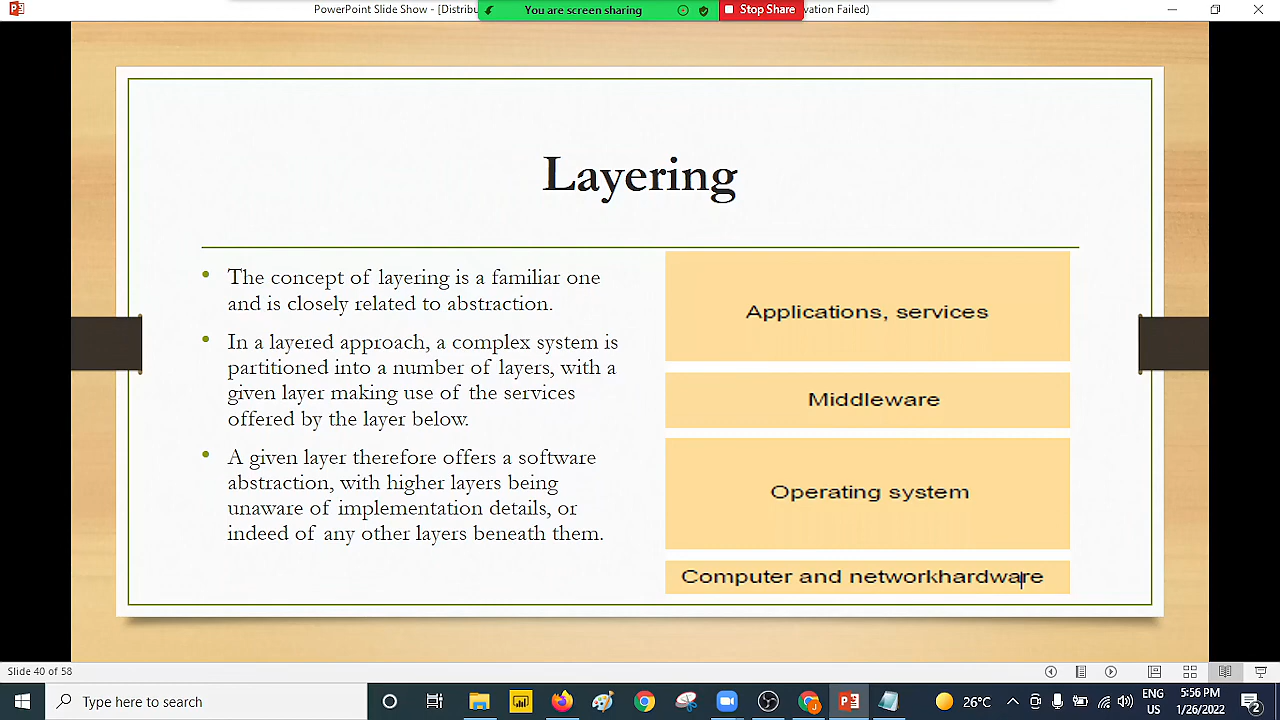 PowerPoint Slide Show - [Distribu
You are screen sharing
Stop Share
vation Failed)
Layering
• The concept of layering is a familiar one
and is closely related to abstraction.
• In a layered approach, a complex system is
partitioned into a number of layers, with a
given layer making use of the services
offered by the layer below.
• A given layer therefore offers a software
abstraction, with higher layers being
unaware of implementation details, or
indeed of any other layers beneath them.
Applications, services
Middleware
Operating system
Computer and networkhardware
Slide 40 of 58
Type here to search
26°C
ENG
US
5:56 PM
1/26/2022
2